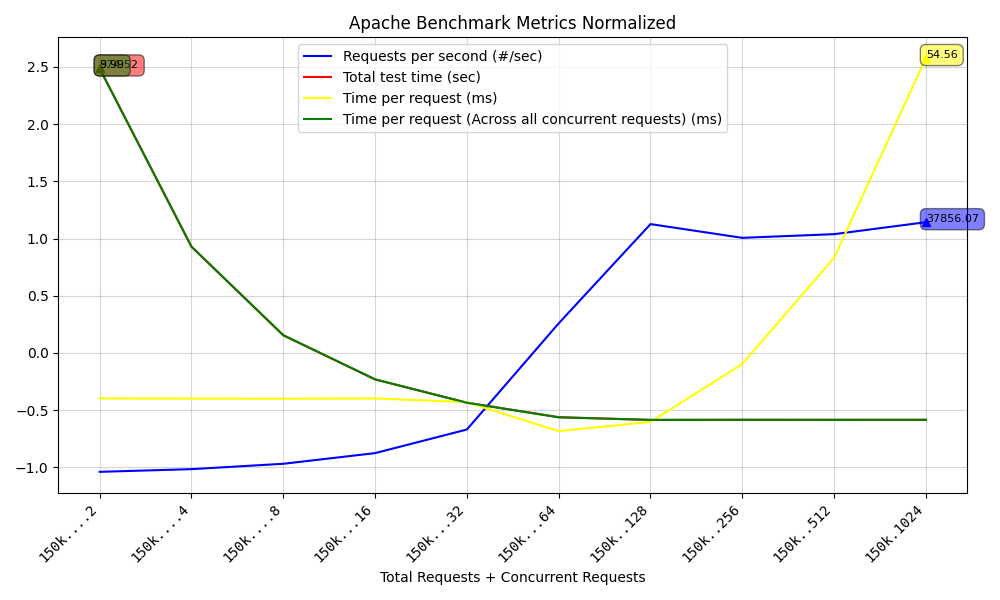 Apache Benchmark Metrics Normalized
Requests per second (#/sec)
Total test time (sec)
Time per request (ms)
Time per request (Across all concurrent requests) (ms)
54.56
37856.07
2.5
2.0
1.5
1.0
0.5
0.0
−0.5
−1.0
150k....2
150k....4
150k....8
150k...16
150k...32
150k...64
150k..128
150k..256
150k..512
150k.1024
Total Requests + Concurrent Requests